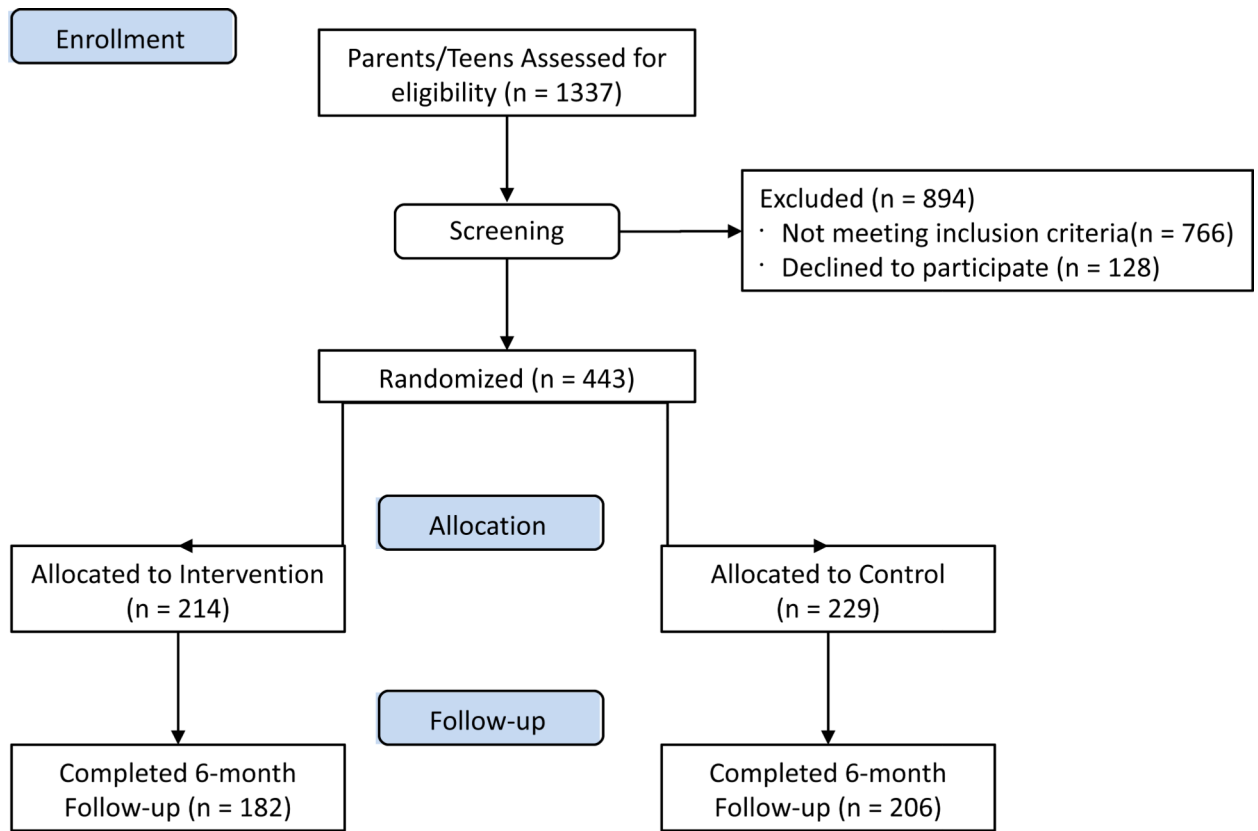 Enrollment
Parents/Teens Assessed for
eligibility (n = 1337)
Screening
Excluded (n = 894)
· Not meeting inclusion criteria(n = 766)
· Declined to participate (n = 128)
Randomized (n = 443)
Allocation
Allocated to Intervention
(n = 214)
Allocated to Control
(n = 229)
Follow-up
Completed 6-month
Follow-up (n = 182)
Completed 6-month
Follow-up (n = 206)